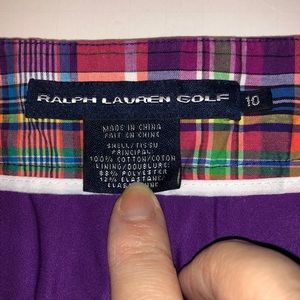 RALPH LAUREN GOLF
10
MADE IN CHINA
FAIT EN CHINE
SHELL/TISSU
PRINCIPAL:
100% COTTON/COTON
LINING/DOUBLURE:
88% POLYESTER
12% ELASTANE/
ELASTHANNE